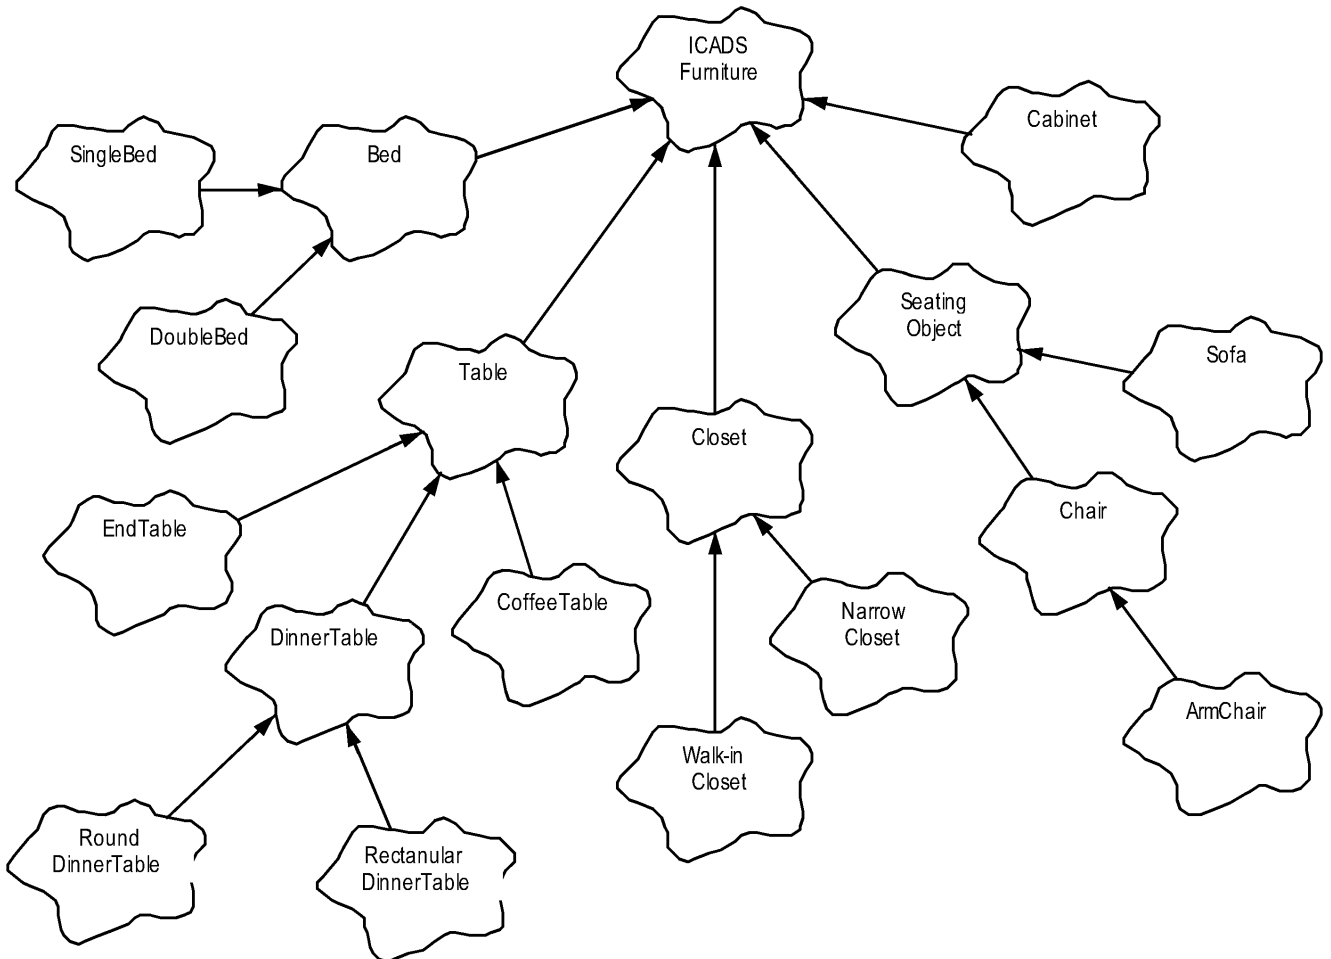 ICADS
Furniture
Cabinet
SingleBed
Bed
Seating
Object
DoubleBed
Table
Sofa
Closet
EndTable
Chair
CoffeeTable
Narrow
Closet
DinnerTable
ArmChair
Walk-in
Closet
Round
DinnerTable
Rectanular
DinnerTable